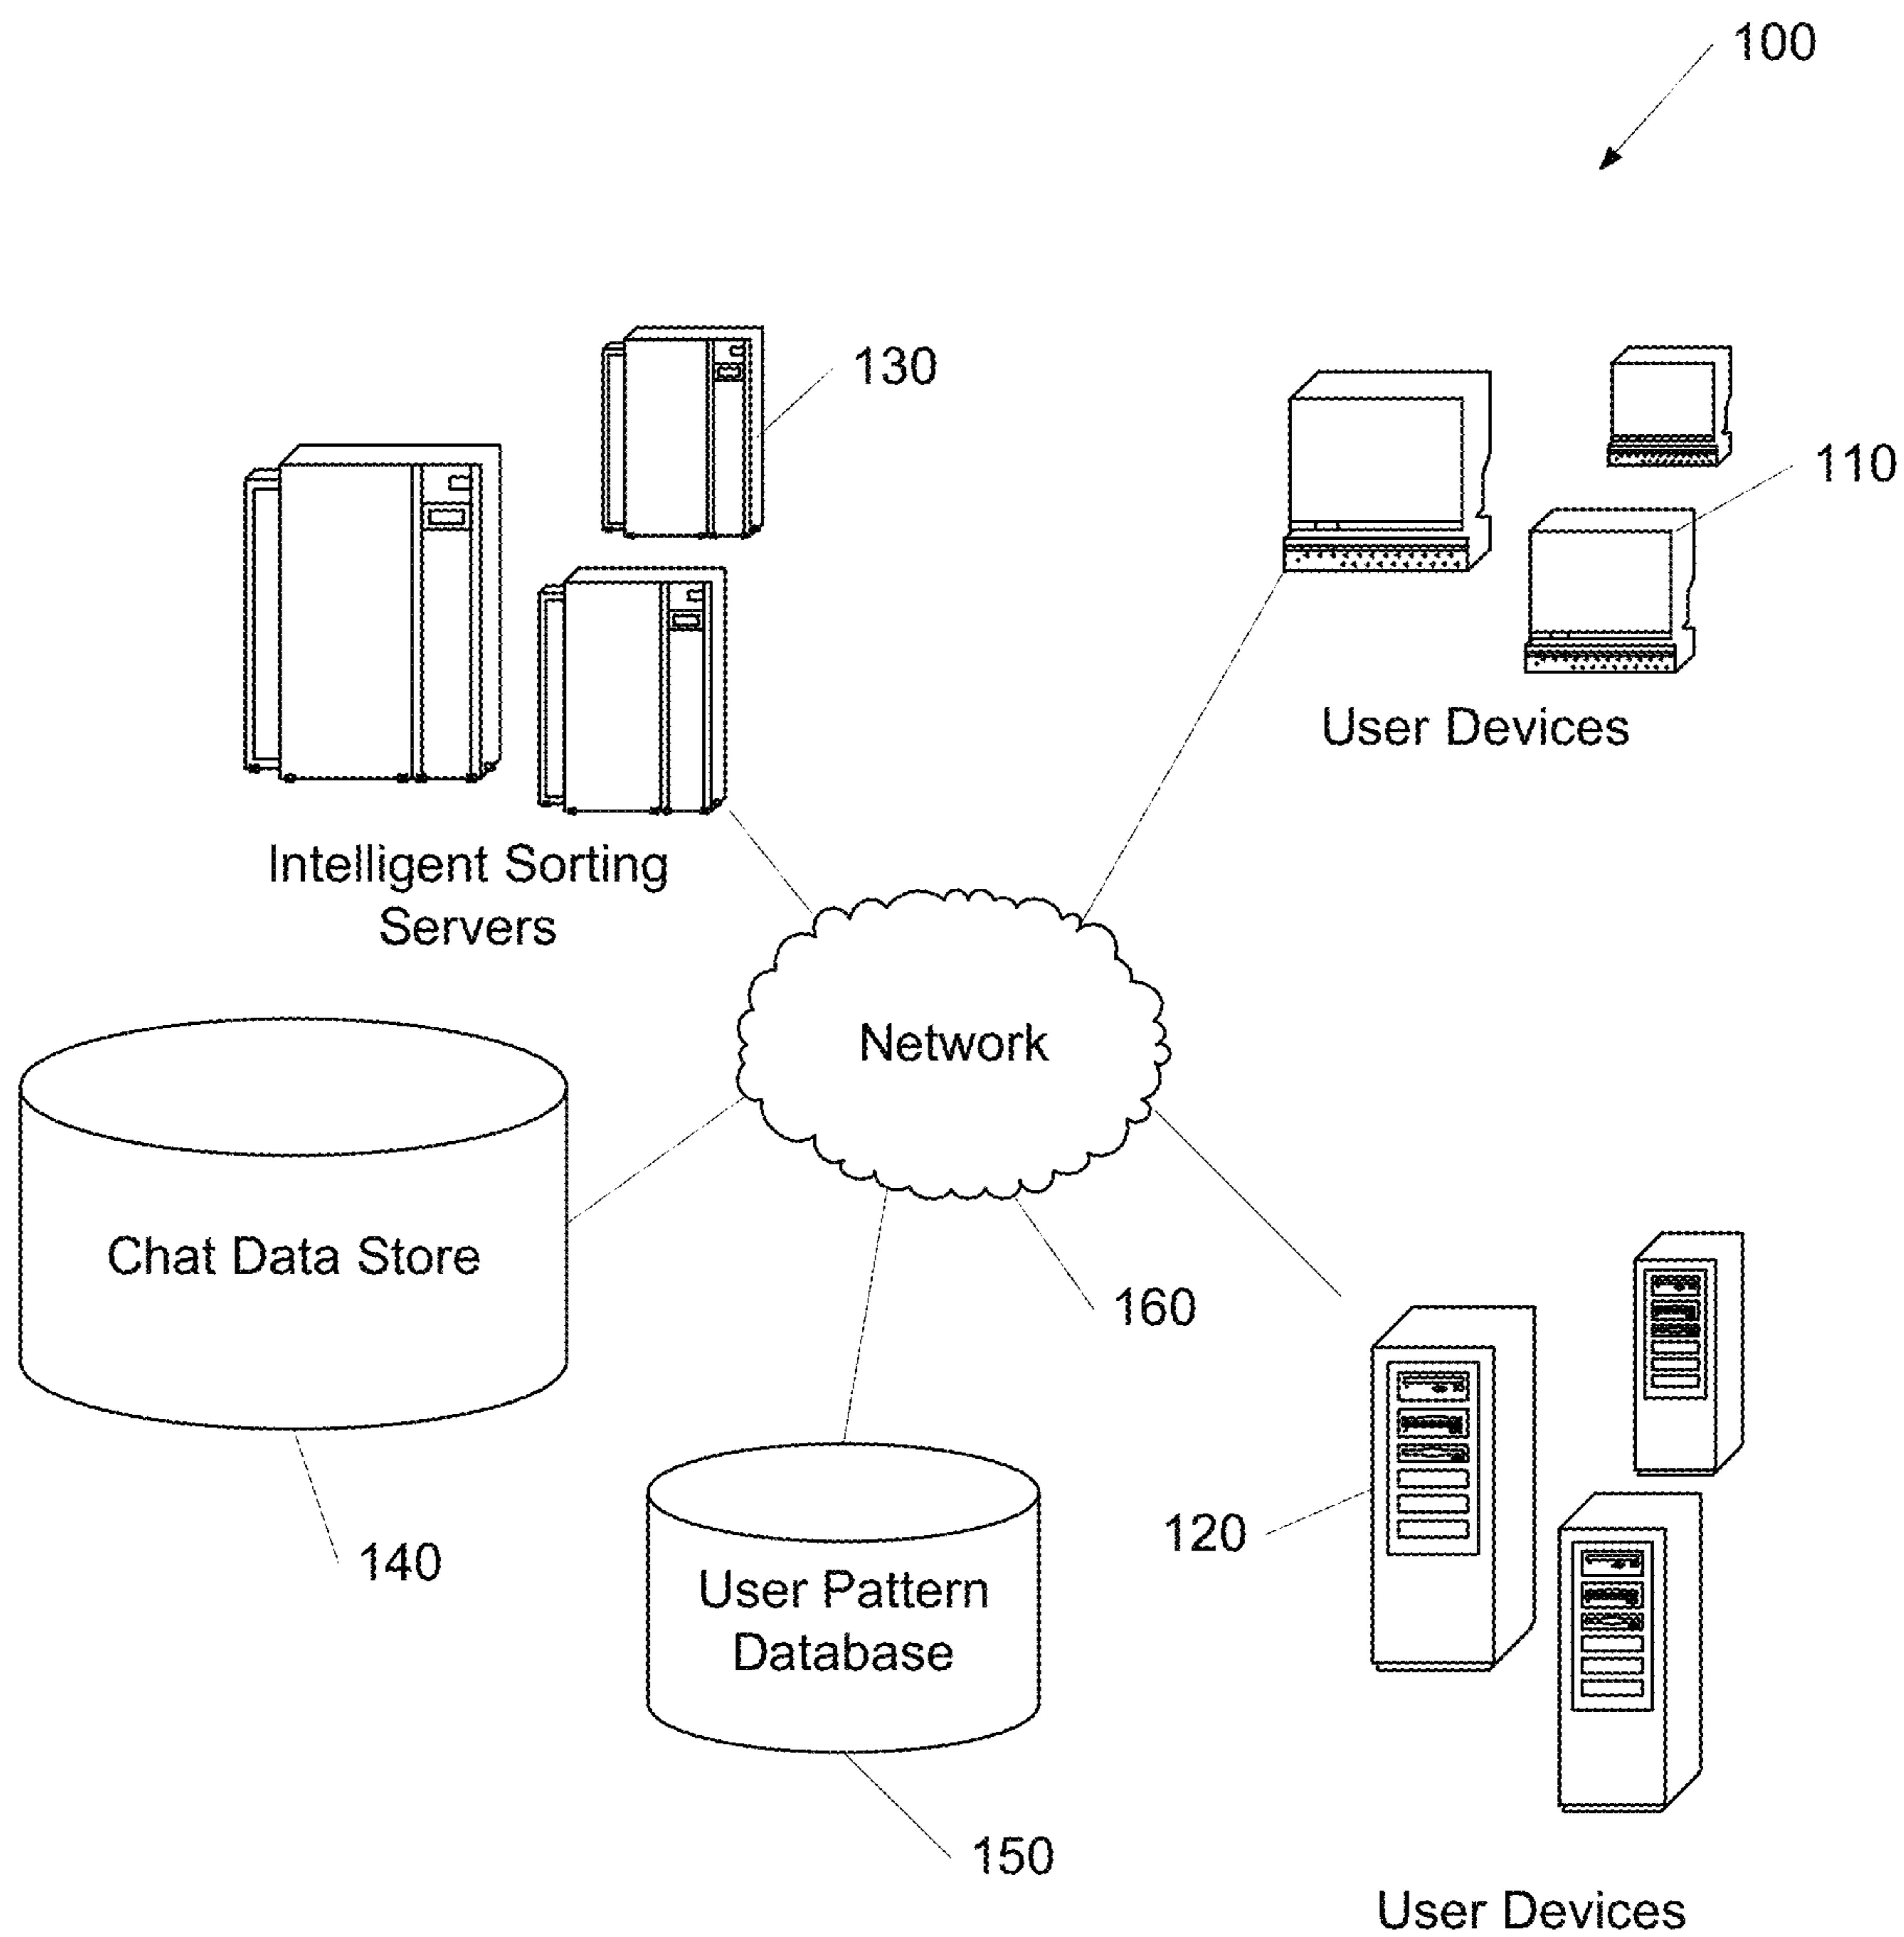 100
130
110
User Devices
Intelligent Sorting
Servers
Network
Chat Data Store
160
120
140
User Pattern
Database
150
User Devices